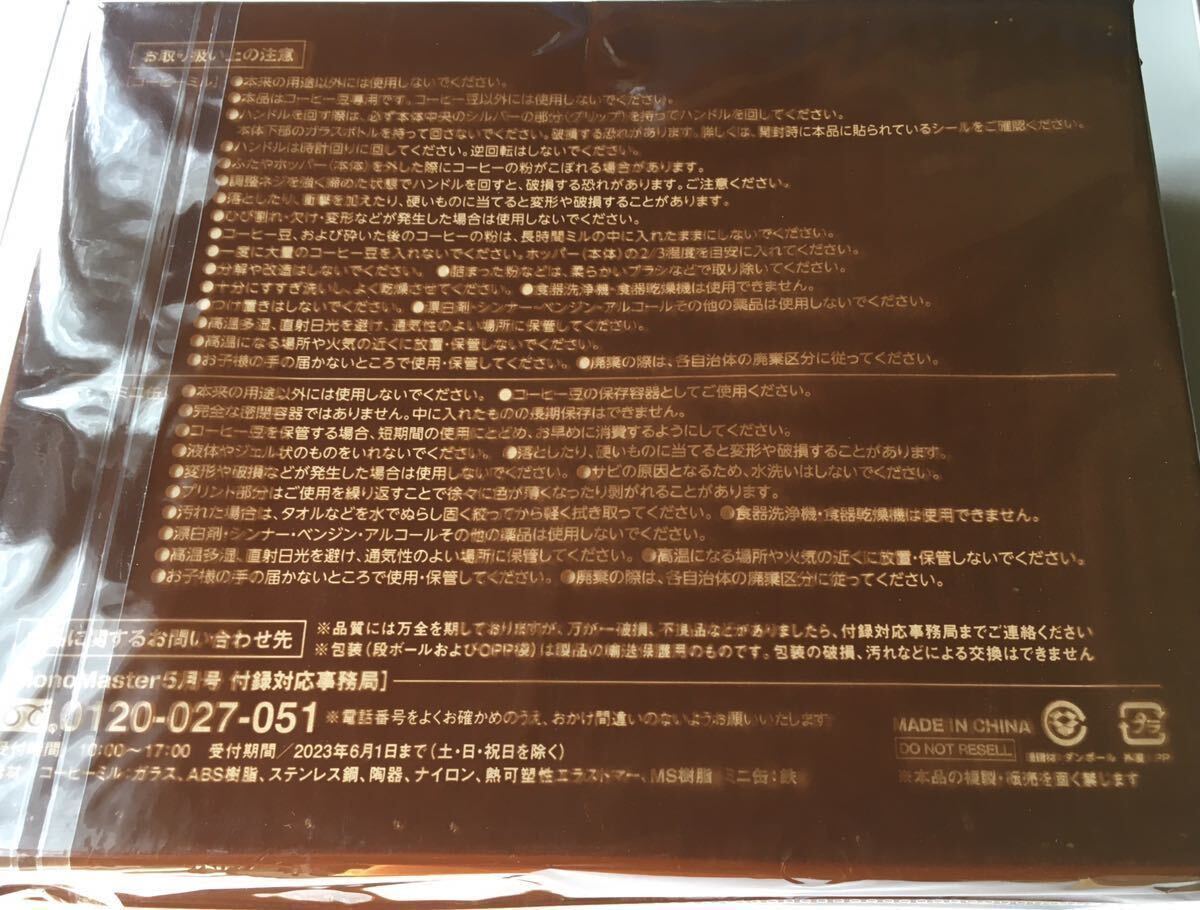 お取り扱い上の注意
[コーヒーミル] ●本来の用途以外には使用しないでください。
●本品はコーヒー豆専用です。コーヒー豆以外には使用しないでください。
●ハンドルを回す際は、必ず本体中央のシルバーの部分(グリップ)を持ってハンドルを回してください。
本体下部のガラスボトルを持って回さないでください。破損する恐れがあります。詳しくは、開封時に本品に貼られているシールをご確認ください。
●ハンドルは時計回りに回してください。逆回転はしないでください。
●ふたやホッパー(本体)を外した際にコーヒーの粉がこぼれる場合があります。
●調整ネジを強く締めた状態でハンドルを回すと、破損する恐れがあります。ご注意ください。
●落としたり、衝撃を加えたり、硬いものに当てると変形や破損することがあります。
●ひび割れ・欠け・変形などが発生した場合は使用しないでください。
●コーヒー豆、および砕いた後のコーヒーの粉は、長時間ミルの中に入れたままにしないでください。
●一度に大量のコーヒー豆を入れないでください。ホッパー(本体)の2/3程度を目安に入れてください。
●分解や改造はしないでください。 ●詰まった粉などは、柔らかいブラシなどで取り除いてください。
●十分にすすぎ洗いし、よく乾燥させてください。 ●食器洗浄機・食器乾燥機は使用できません。
●つけ置きはしないでください。 ●漂白剤・シンナー・ベンジン・アルコールその他の薬品は使用しないでください。
●高温多湿、直射日光を避け、通気性のよい場所に保管してください。
●高温になる場所や火気の近くに放置・保管しないでください。
●お子様の手の届かないところで使用・保管してください。 ●廃棄の際は、各自治体の廃棄区分に従ってください。
ミニ缶] ●本来の用途以外には使用しないでください。 ●コーヒー豆の保存容器としてご使用ください。
●完全な密閉容器ではありません。中に入れたものの長期保存はできません。
●コーヒー豆を保管する場合、短期間の使用にとどめ、お早めに消費するようにしてください。
●液体やジェル状のものをいれないでください。 ●落としたり、硬いものに当てると変形や破損することがあります。
●変形や破損などが発生した場合は使用しないでください。 ●サビの原因となるため、水洗いはしないでください。
●プリント部分はご使用を繰り返すことで徐々に色が薄くなったり剥がれることがあります。
●汚れた場合は、タオルなどを水でぬらし固く絞ってから軽く拭き取ってください。 ●食器洗浄機・食器乾燥機は使用できません。
●漂白剤・シンナー・ベンジン・アルコールその他の薬品は使用しないでください。
●高温多湿、直射日光を避け、通気性のよい場所に保管してください。 ●高温になる場所や火気の近くに放置・保管しないでください。
●お子様の手の届かないところで使用・保管してください。 ●廃棄の際は、各自治体の廃棄区分に従ってください。
品に関するお問い合わせ先
※品質には万全を期しておりますが、万が一破損、不良品などがありましたら、付録対応事務局までご連絡ください
※包装(段ボールおよびOPP袋)は製品の輸送保護用のものです。包装の破損、汚れなどによる交換はできません
onoMaster5月号 付録対応事務局]
0120-027-051 ※電話番号をよくお確かめのうえ、おかけ間違いのないようお願いいたします
受付時間 10:00〜17:00 受付期間/2023年6月1日まで(土・日・祝日を除く)
コーヒーミル:ガラス、ABS樹脂、ステンレス鋼、陶器、ナイロン、熱可塑性エラストマー、MS樹脂 ミニ缶:鉄
MADE IN CHINA
DO NOT RESELL
プラ
緩衝材:ダンボール 外袋:PP
※本品の複製・転売を固く禁じます